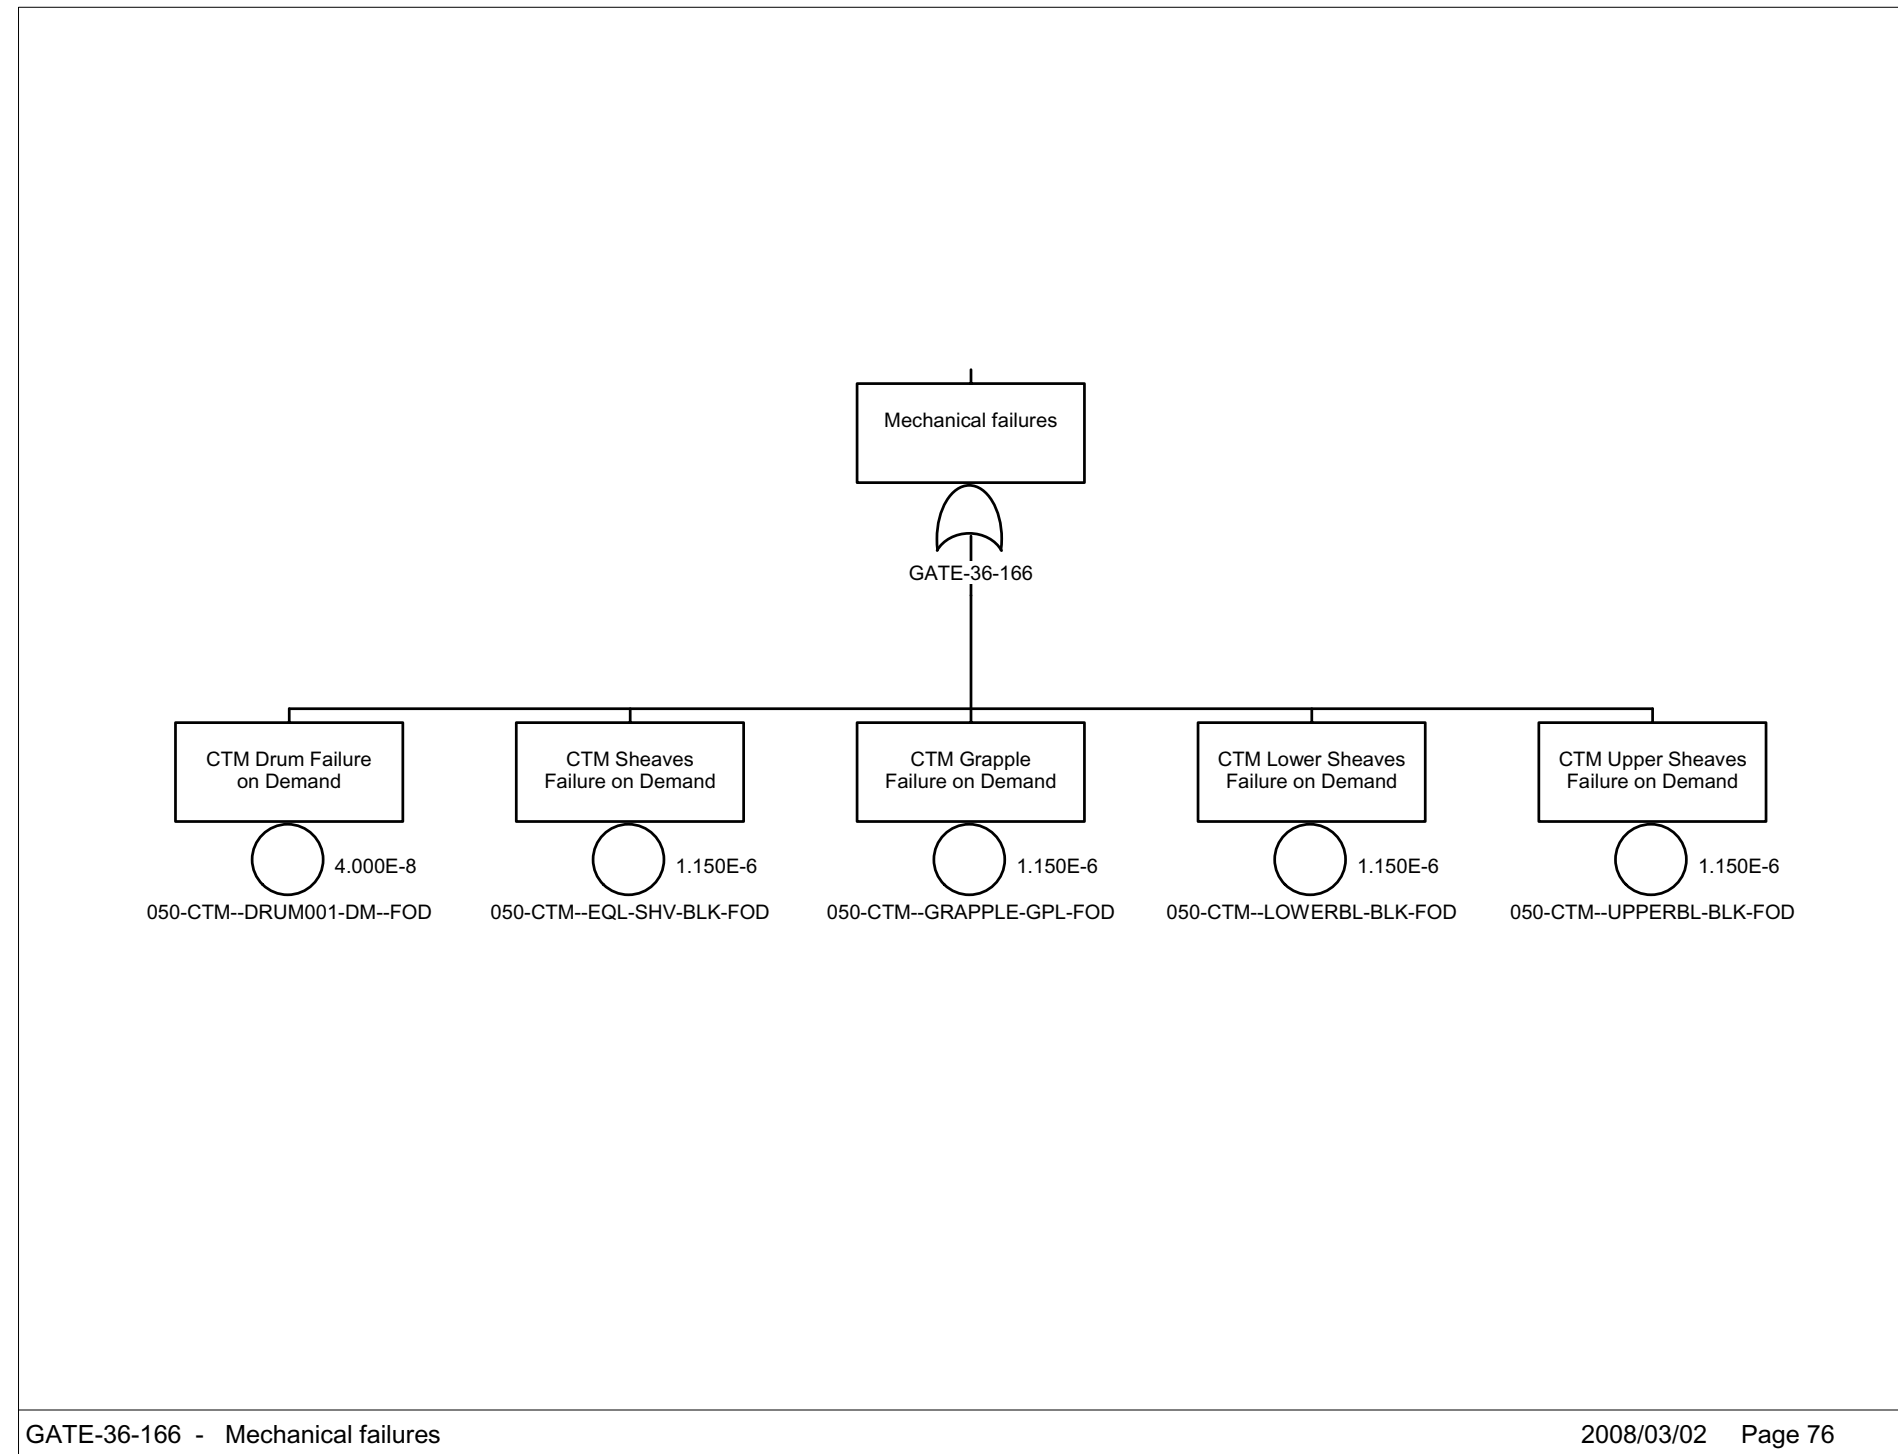 Mechanical failures
GATE-36-166
CTM Drum Failure
on Demand
CTM Sheaves
Failure on Demand
CTM Grapple
Failure on Demand
CTM Lower Sheaves
Failure on Demand
CTM Upper Sheaves
Failure on Demand
4.000E-8
1.150E-6
1.150E-6
1.150E-6
1.150E-6
050-CTM--DRUM001-DM--FOD
050-CTM--EQL-SHV-BLK-FOD
050-CTM--GRAPPLE-GPL-FOD
050-CTM--LOWERBL-BLK-FOD
050-CTM--UPPERBL-BLK-FOD
GATE-36-166 - Mechanical failures
2008/03/02 Page 76